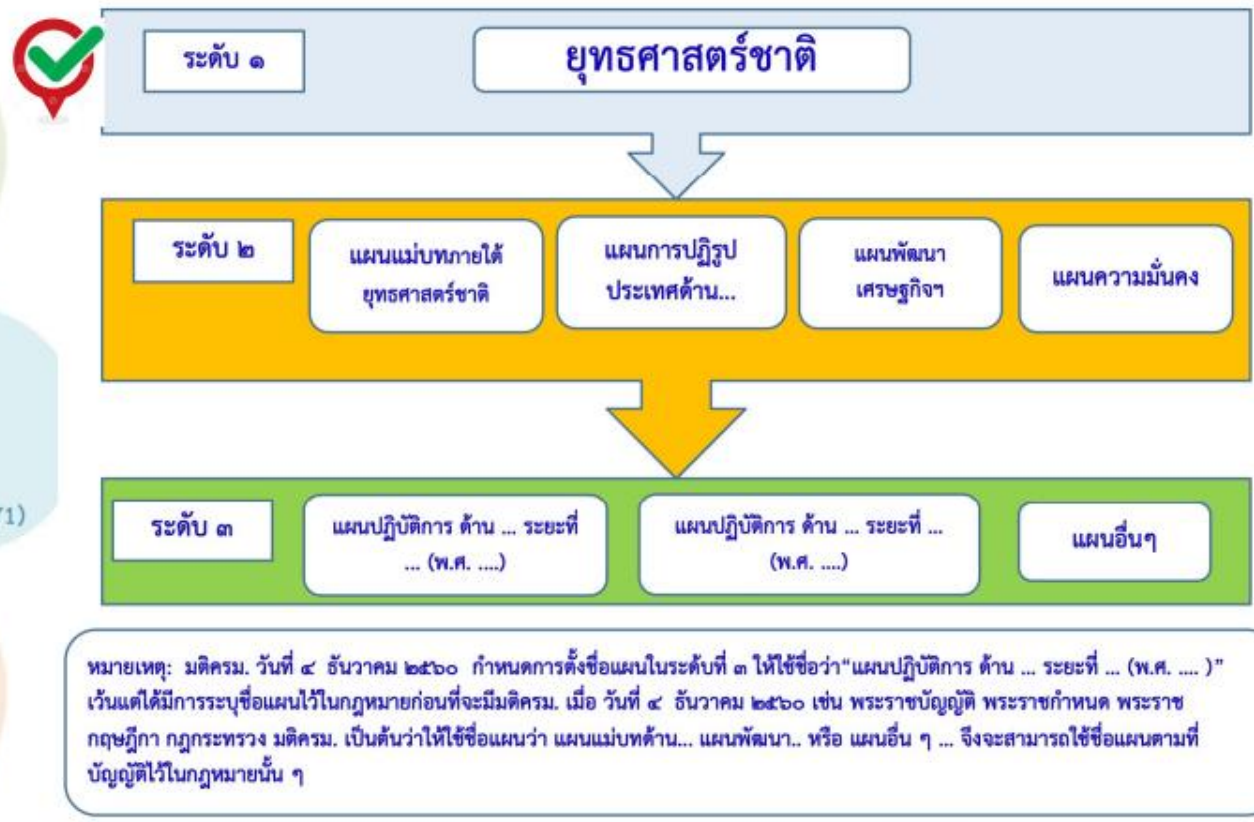 ระดับ ๑
ยุทธศาสตร์ชาติ
ระดับ ๒
แผนแม่บทภายใต้
ยุทธศาสตร์ชาติ
แผนการปฏิรูป
ประเทศด้าน...
แผนพัฒนา
เศรษฐกิจฯ
แผนความมั่นคง
71)
ระดับ ๓
แผนปฏิบัติการ ด้าน ... ระยะที่
... (พ.ศ. ....)
แผนปฏิบัติการ ด้าน ... ระยะที่ ...
(พ.ศ. ....)
แผนอื่นๆ
หมายเหตุ: มติครม. วันที่ ๔ ธันวาคม ๒๕๖๐ กำหนดการตั้งชื่อแผนในระดับที่ ๓ ให้ใช้ชื่อว่า"แผนปฏิบัติการ ด้าน ... ระยะที่ ... (พ.ศ. .... )"
เว้นแต่ได้มีการระบุชื่อแผนไว้ในกฎหมายก่อนที่จะมีมติครม. เมื่อ วันที่ ๔ ธันวาคม ๒๕๖๐ เช่น พระราชบัญญัติ พระราชกำหนด พระราช
กฤษฎีกา กฎกระทรวง มติครม. เป็นต้นว่าให้ใช้ชื่อแผนว่า แผนแม่บทด้าน... แผนพัฒนา.. หรือ แผนอื่น ๆ ... จึงจะสามารถใช้ชื่อแผนตามที่
บัญญัติไว้ในกฎหมายนั้น ๆ